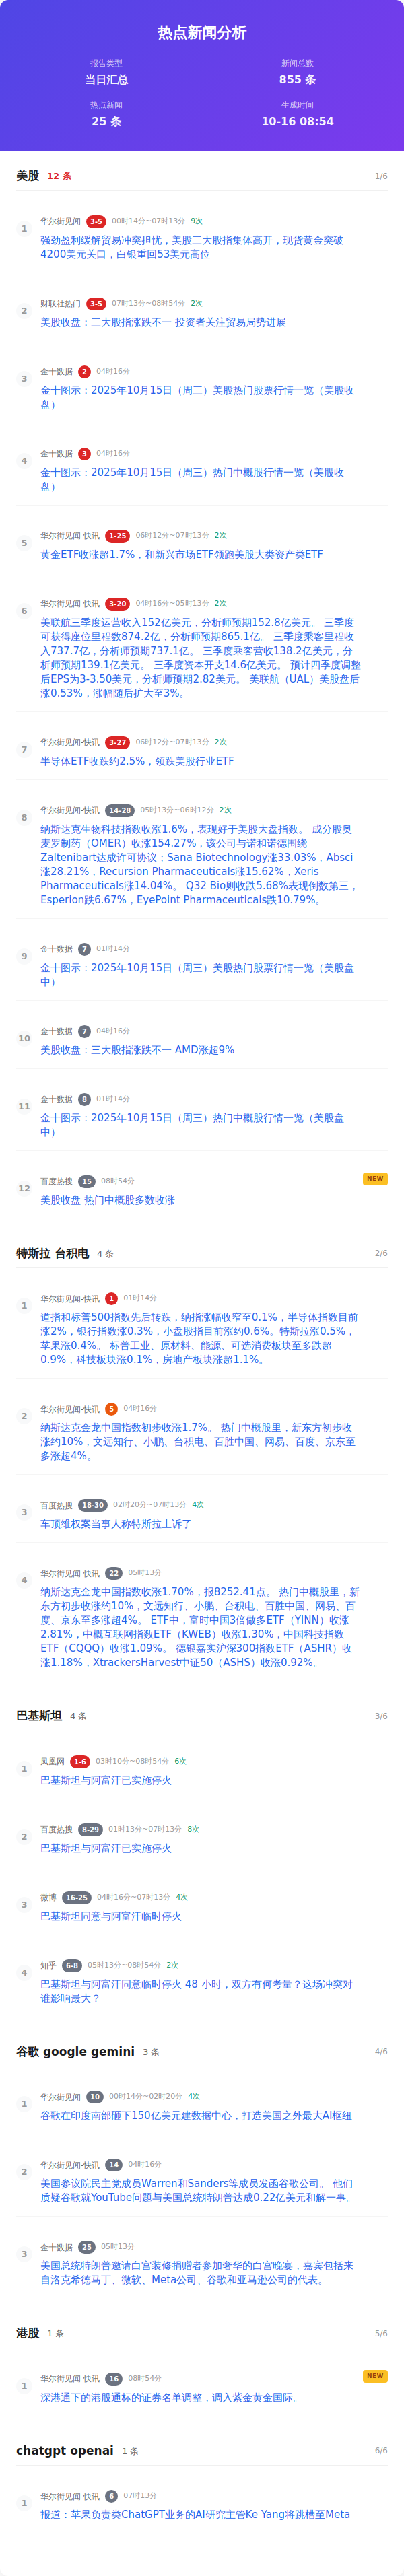 热点新闻分析
报告类型
当日汇总
新闻总数
855 条
热点新闻
25 条
生成时间
10-16 08:54
美股 12 条 1/6
1
华尔街见闻 3-5 00时14分~07时13分 9次
强劲盈利缓解贸易冲突担忧，美股三大股指集体高开，现货黄金突破
4200美元关口，白银重回53美元高位
2
财联社热门 3-5 07时13分~08时54分 2次
美股收盘：三大股指涨跌不一 投资者关注贸易局势进展
3
金十数据 2 04时16分
金十图示：2025年10月15日（周三）美股热门股票行情一览（美股收
盘）
4
金十数据 3 04时16分
金十图示：2025年10月15日（周三）热门中概股行情一览（美股收
盘）
5
华尔街见闻-快讯 1-25 06时12分~07时13分 2次
黄金ETF收涨超1.7%，和新兴市场ETF领跑美股大类资产类ETF
6
华尔街见闻-快讯 3-20 04时16分~05时13分 2次
美联航三季度运营收入152亿美元，分析师预期152.8亿美元。 三季度
可获得座位里程数874.2亿，分析师预期865.1亿。 三季度乘客里程收
入737.7亿，分析师预期737.1亿。 三季度乘客营收138.2亿美元，分
析师预期139.1亿美元。 三季度资本开支14.6亿美元。 预计四季度调整
后EPS为3-3.50美元，分析师预期2.82美元。 美联航（UAL）美股盘后
涨0.53%，涨幅随后扩大至3%。
7
华尔街见闻-快讯 3-27 06时12分~07时13分 2次
半导体ETF收跌约2.5%，领跌美股行业ETF
8
华尔街见闻-快讯 14-28 05时13分~06时12分 2次
纳斯达克生物科技指数收涨1.6%，表现好于美股大盘指数。 成分股奥
麦罗制药（OMER）收涨154.27%，该公司与诺和诺德围绕
Zaltenibart达成许可协议；Sana Biotechnology涨33.03%，Absci
涨28.21%，Recursion Pharmaceuticals涨15.62%，Xeris
Pharmaceuticals涨14.04%。 Q32 Bio则收跌5.68%表现倒数第三，
Esperion跌6.67%，EyePoint Pharmaceuticals跌10.79%。
9
金十数据 7 01时14分
金十图示：2025年10月15日（周三）美股热门股票行情一览（美股盘
中）
10
金十数据 7 04时16分
美股收盘：三大股指涨跌不一 AMD涨超9%
11
金十数据 8 01时14分
金十图示：2025年10月15日（周三）热门中概股行情一览（美股盘
中）
12
百度热搜 15 08时54分 NEW
美股收盘 热门中概股多数收涨
特斯拉 台积电 4 条 2/6
1
华尔街见闻-快讯 1 01时14分
道指和标普500指数先后转跌，纳指涨幅收窄至0.1%，半导体指数目前
涨2%，银行指数涨0.3%，小盘股指目前涨约0.6%。特斯拉涨0.5%，
苹果涨0.4%。 标普工业、原材料、能源、可选消费板块至多跌超
0.9%，科技板块涨0.1%，房地产板块涨超1.1%。
2
华尔街见闻-快讯 5 04时16分
纳斯达克金龙中国指数初步收涨1.7%。 热门中概股里，新东方初步收
涨约10%，文远知行、小鹏、台积电、百胜中国、网易、百度、京东至
多涨超4%。
3
百度热搜 18-30 02时20分~07时13分 4次
车顶维权案当事人称特斯拉上诉了
4
华尔街见闻-快讯 22 05时13分
纳斯达克金龙中国指数收涨1.70%，报8252.41点。 热门中概股里，新
东方初步收涨约10%，文远知行、小鹏、台积电、百胜中国、网易、百
度、京东至多涨超4%。 ETF中，富时中国3倍做多ETF（YINN）收涨
2.81%，中概互联网指数ETF（KWEB）收涨1.30%，中国科技指数
ETF（CQQQ）收涨1.09%。 德银嘉实沪深300指数ETF（ASHR）收
涨1.18%，XtrackersHarvest中证50（ASHS）收涨0.92%。
巴基斯坦 4 条 3/6
1
凤凰网 1-6 03时10分~08时54分 6次
巴基斯坦与阿富汗已实施停火
2
百度热搜 8-29 01时13分~07时13分 8次
巴基斯坦与阿富汗已实施停火
3
微博 16-25 04时16分~07时13分 4次
巴基斯坦同意与阿富汗临时停火
4
知乎 6-8 05时13分~08时54分 2次
巴基斯坦与阿富汗同意临时停火 48 小时，双方有何考量？这场冲突对
谁影响最大？
谷歌 google gemini 3 条 4/6
1
华尔街见闻 10 00时14分~02时20分 4次
谷歌在印度南部砸下150亿美元建数据中心，打造美国之外最大AI枢纽
2
华尔街见闻-快讯 14 04时16分
美国参议院民主党成员Warren和Sanders等成员发函谷歌公司。 他们
质疑谷歌就YouTube问题与美国总统特朗普达成0.22亿美元和解一事。
3
金十数据 25 05时13分
美国总统特朗普邀请白宫装修捐赠者参加奢华的白宫晚宴，嘉宾包括来
自洛克希德马丁、微软、Meta公司、谷歌和亚马逊公司的代表。
港股 1 条 5/6
1
华尔街见闻-快讯 16 08时54分 NEW
深港通下的港股通标的证券名单调整，调入紫金黄金国际。
chatgpt openai 1 条 6/6
1
华尔街见闻-快讯 6 07时13分
报道：苹果负责类ChatGPT业务的AI研究主管Ke Yang将跳槽至Meta